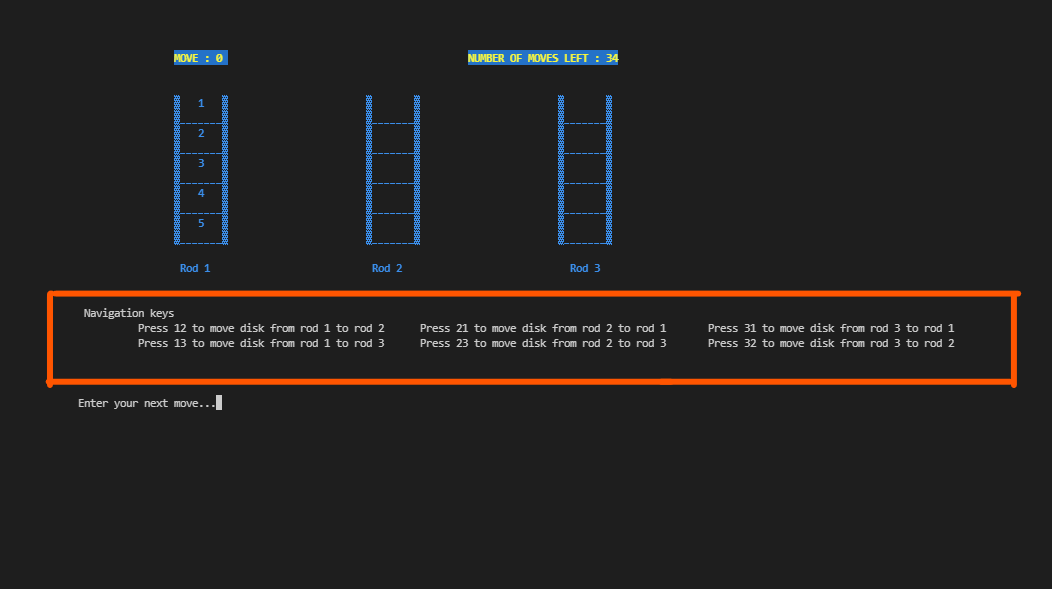 MOVE : 0 NUMBER OF MOVES LEFT : 34
1
2
3
4
5
Rod 1 Rod 2 Rod 3
Navigation keys
Press 12 to move disk from rod 1 to rod 2 Press 21 to move disk from rod 2 to rod 1 Press 31 to move disk from rod 3 to rod 1
Press 13 to move disk from rod 1 to rod 3 Press 23 to move disk from rod 2 to rod 3 Press 32 to move disk from rod 3 to rod 2
Enter your next move...